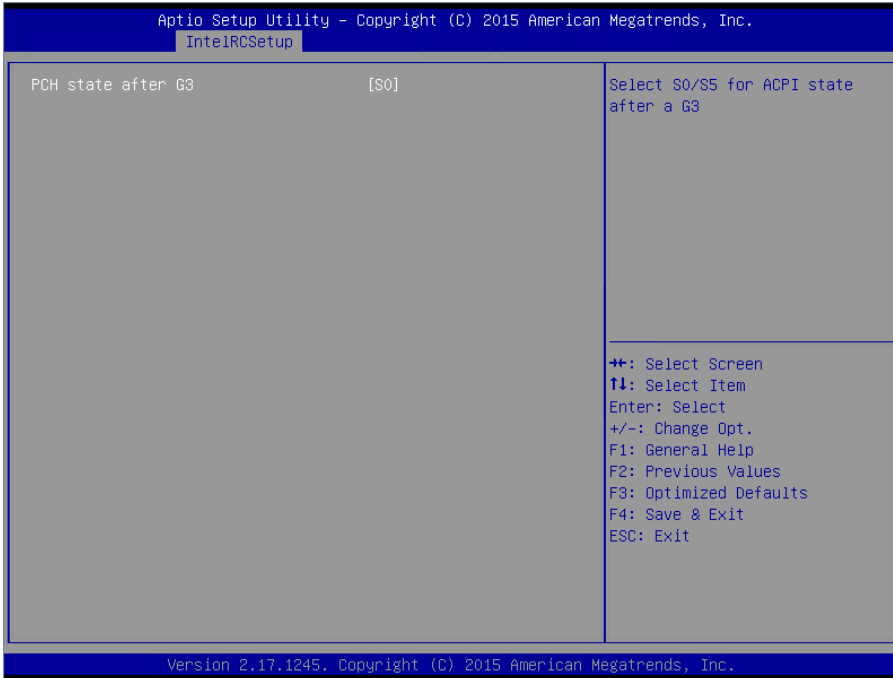 Aptio Setup Utility – Copyright (C) 2015 American Megatrends, Inc.
IntelRCSetup
PCH state after G3 [S0]
Select S0/S5 for ACPI state
after a G3
→←: Select Screen
↑↓: Select Item
Enter: Select
+/-: Change Opt.
F1: General Help
F2: Previous Values
F3: Optimized Defaults
F4: Save & Exit
ESC: Exit
Version 2.17.1245. Copyright (C) 2015 American Megatrends, Inc.